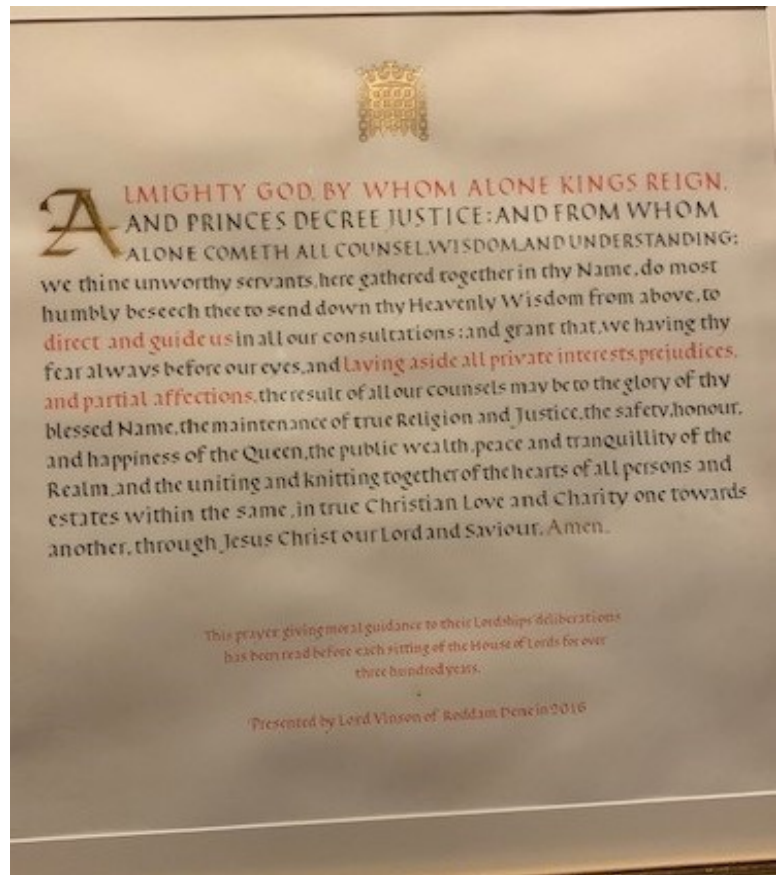 ALMIGHTY GOD, BY WHOM ALONE KINGS REIGN,
AND PRINCES DECREE JUSTICE: AND FROM WHOM
ALONE COMETH ALL COUNSEL, WISDOM, AND UNDERSTANDING:
we thine unworthy servants, here gathered together in thy Name, do most
humbly beseech thee to send down thy Heavenly Wisdom from above, to
direct and guide us in all our consultations: and grant that, we having thy
fear always before our eyes, and laying aside all private interests, prejudices,
and partial affections, the result of all our counsels may be to the glory of thy
blessed Name, the maintenance of true Religion and Justice, the safety, honour,
and happiness of the Queen, the public wealth, peace and tranquillity of the
Realm, and the uniting and knitting together of the hearts of all persons and
estates within the same, in true Christian Love and Charity one towards
another, through Jesus Christ our Lord and Saviour. Amen.
This prayer giving moral guidance to their Lordships' deliberations
has been read before each sitting of the House of Lords for over
three hundred years.
Presented by Lord Vinson of Roddam Dene in 2016